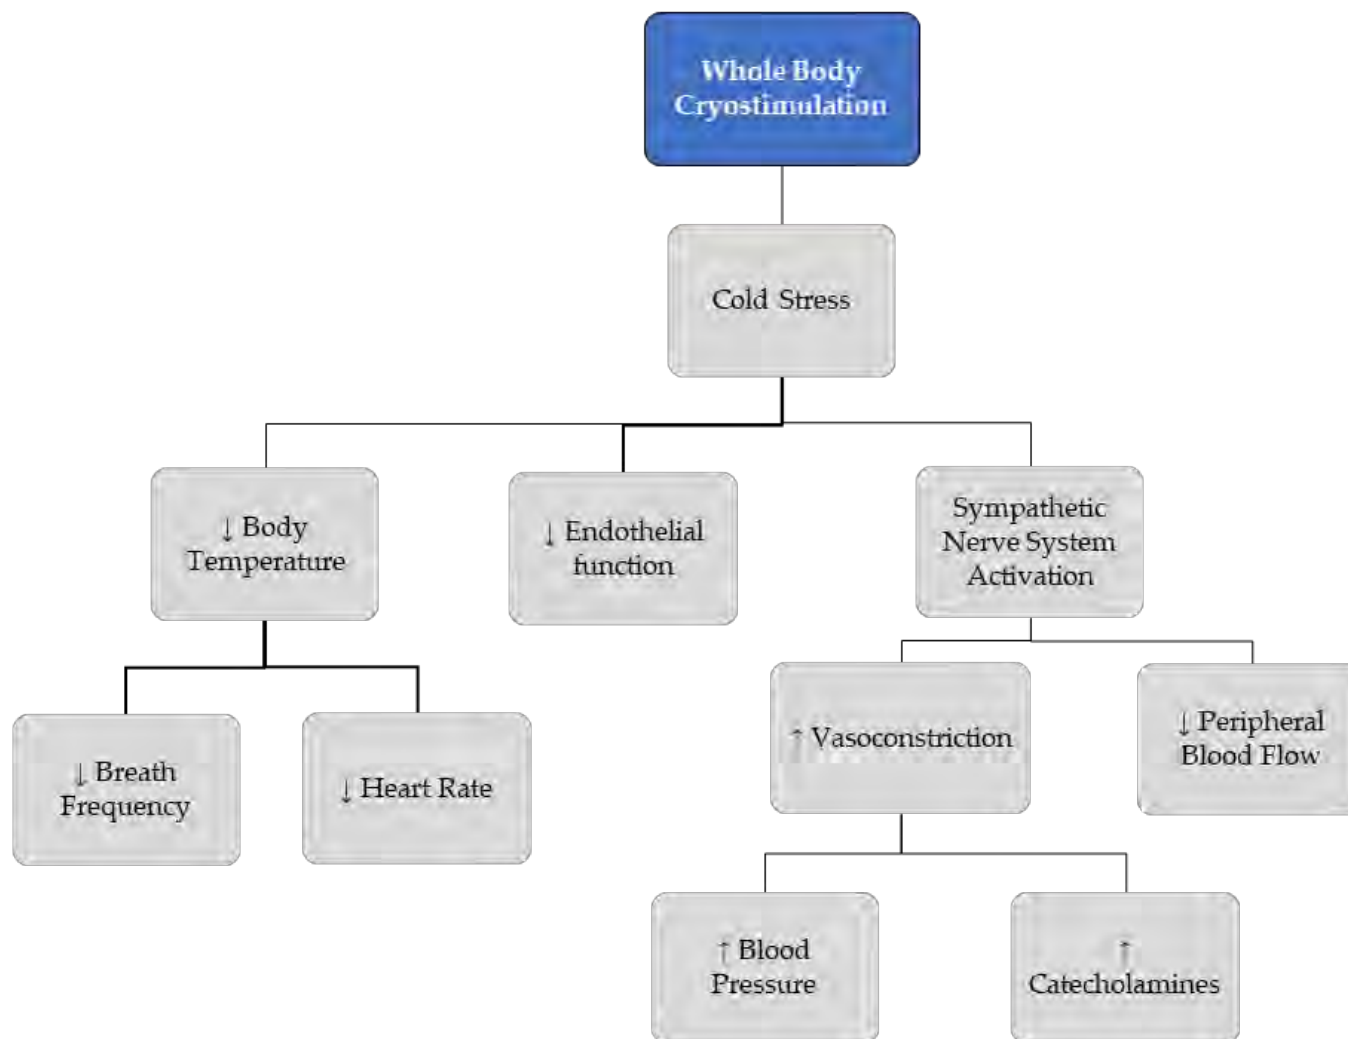 Whole Body
Cryostimulation
Cold Stress
↓ Body
Temperature
↓ Endothelial
function
Sympathetic
Nerve System
Activation
↓ Breath
Frequency
↓ Heart Rate
↑ Vasoconstriction
↓ Peripheral
Blood Flow
↑ Blood
Pressure
↑
Catecholamines